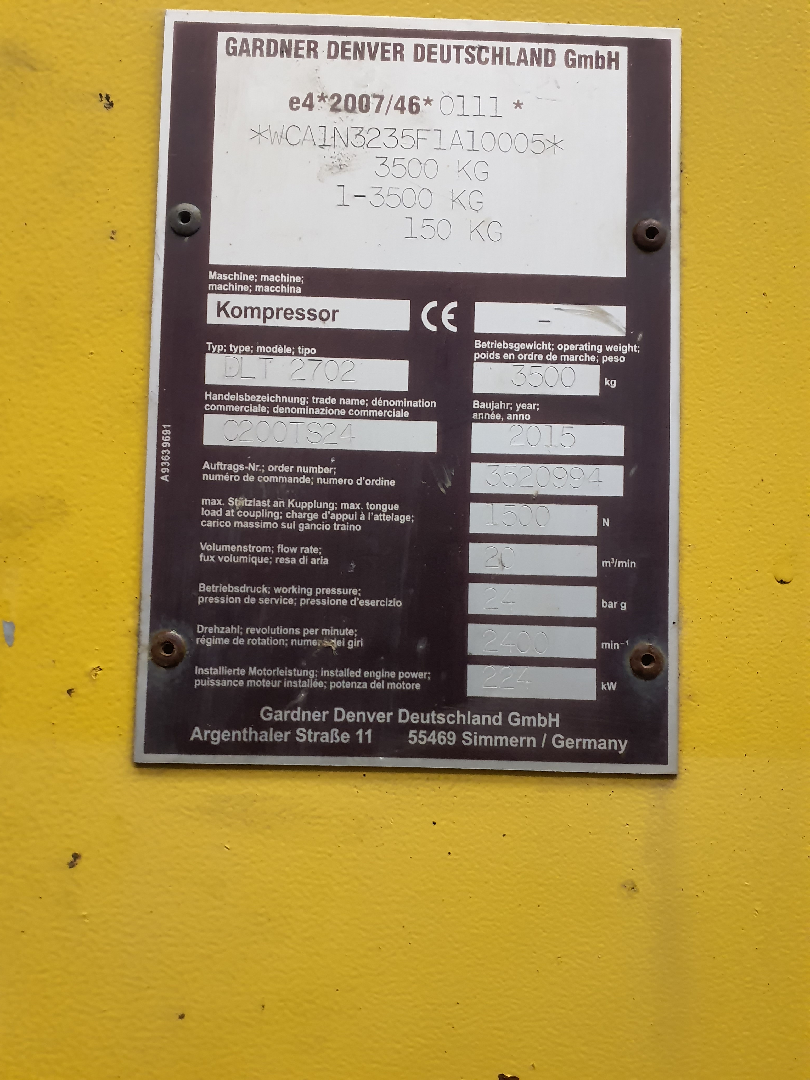 GARDNER DENVER DEUTSCHLAND GmbH
e4*2007/46*0111 *
*WCA1N3235F1A10005*
3500 KG
1-3500 KG
150 KG
Maschine; machine;
machine; macchina
Kompressor CE -
Typ; type; modèle; tipo
DLT 2702
Betriebsgewicht; operating weight;
poids en ordre de marche; peso
3500 kg
Handelsbezeichnung; trade name; dénomination
commerciale; denominazione commerciale
C200TS24
Baujahr; year;
année, anno
2015
Auftrags-Nr.; order number;
numéro de commande; numero d'ordine
3520994
max. Stützlast an Kupplung; max. tongue
load at coupling; charge d'appui à l'attelage;
carico massimo sul gancio traino
1500 N
Volumenstrom; flow rate;
fux volumique; resa di aria
20 m³/min
Betriebsdruck; working pressure;
pression de service; pressione d'esercizio
24 bar g
Drehzahl; revolutions per minute;
régime de rotation; numero dei giri
2400 min⁻¹
Installierte Motorleistung; installed engine power;
puissance moteur installée; potenza del motore
224 kW
Gardner Denver Deutschland GmbH
Argenthaler Straße 11 55469 Simmern / Germany
A93639691